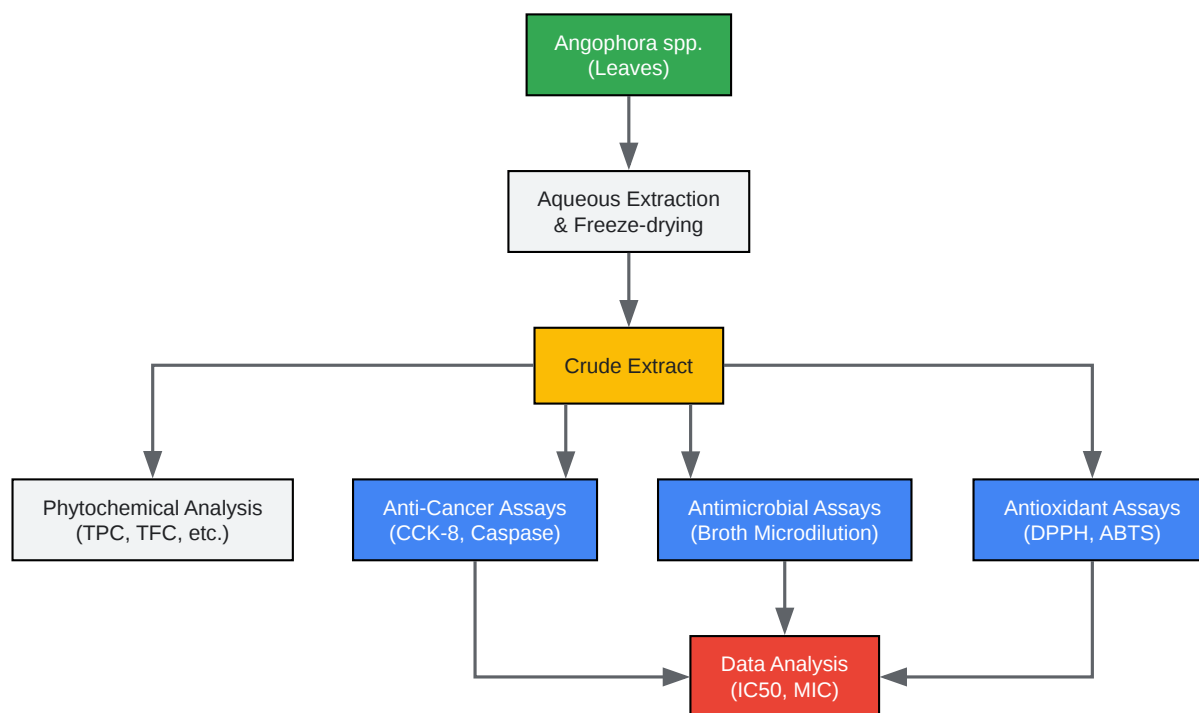 Angophora spp.
(Leaves)
Aqueous Extraction
& Freeze-drying
Crude Extract
Phytochemical Analysis
(TPC, TFC, etc.)
Anti-Cancer Assays
(CCK-8, Caspase)
Antimicrobial Assays
(Broth Microdilution)
Antioxidant Assays
(DPPH, ABTS)
Data Analysis
(IC50, MIC)